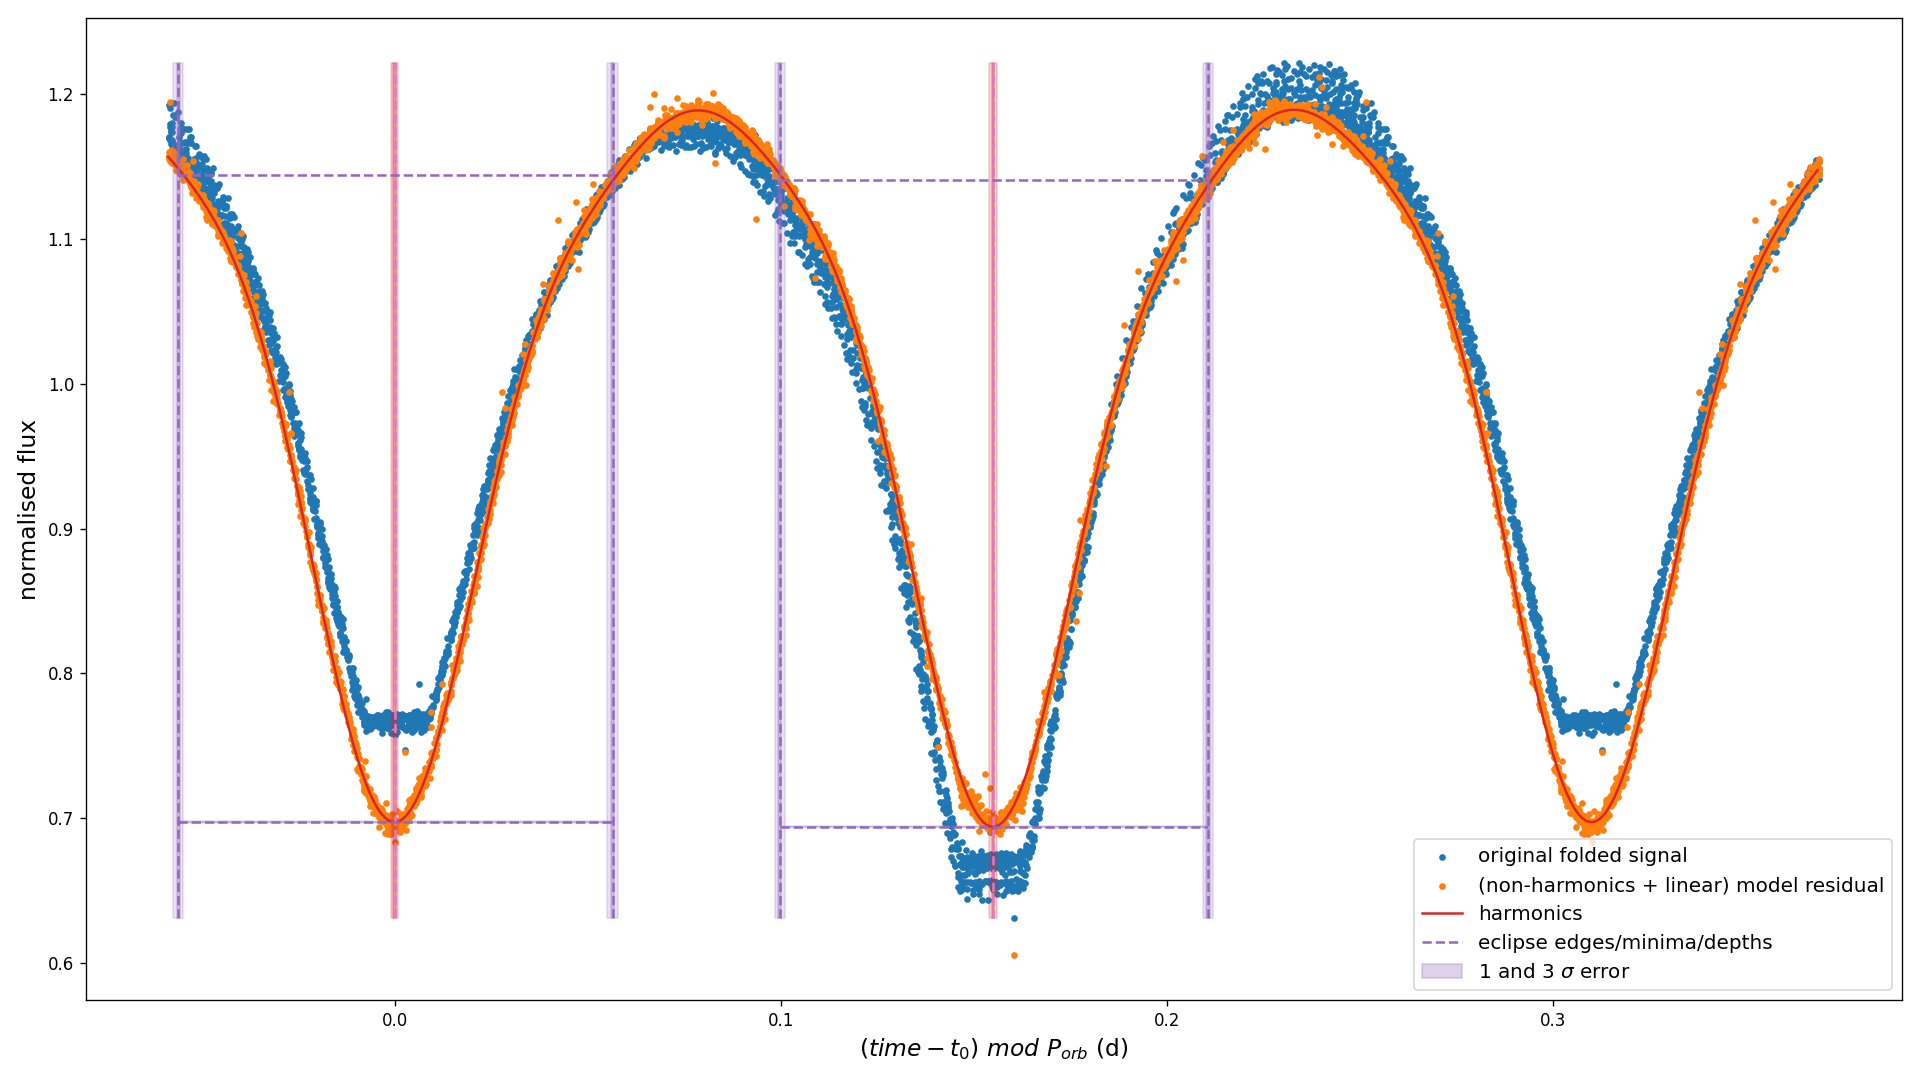 1.2
1.1
1.0
0.9
0.8
0.7
0.6
normalised flux
0.0
0.1
0.2
0.3
(time − t₀) mod Pₒᵣᵦ (d)
original folded signal
(non-harmonics + linear) model residual
harmonics
eclipse edges/minima/depths
1 and 3 σ error